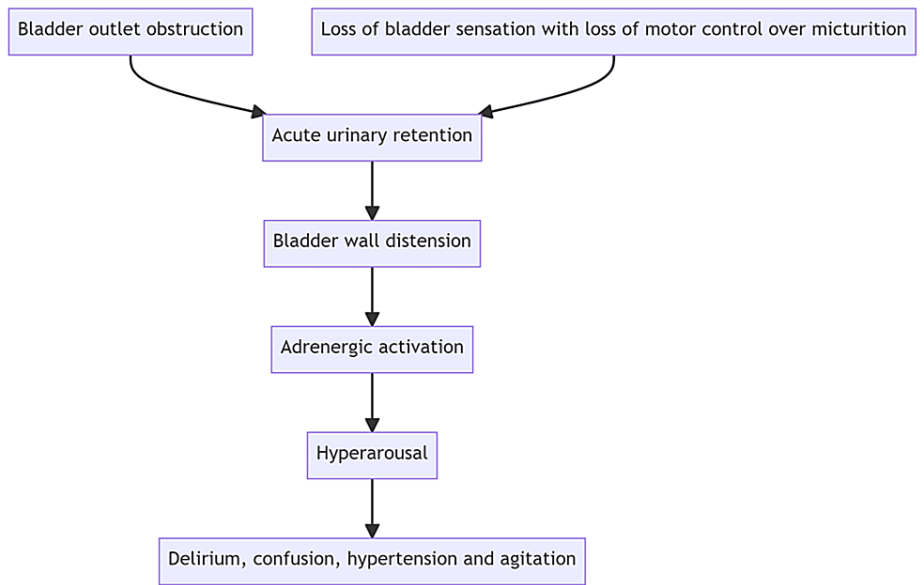 Bladder outlet obstruction
Loss of bladder sensation with loss of motor control over micturition
Acute urinary retention
Bladder wall distension
Adrenergic activation
Hyperarousal
Delirium, confusion, hypertension and agitation